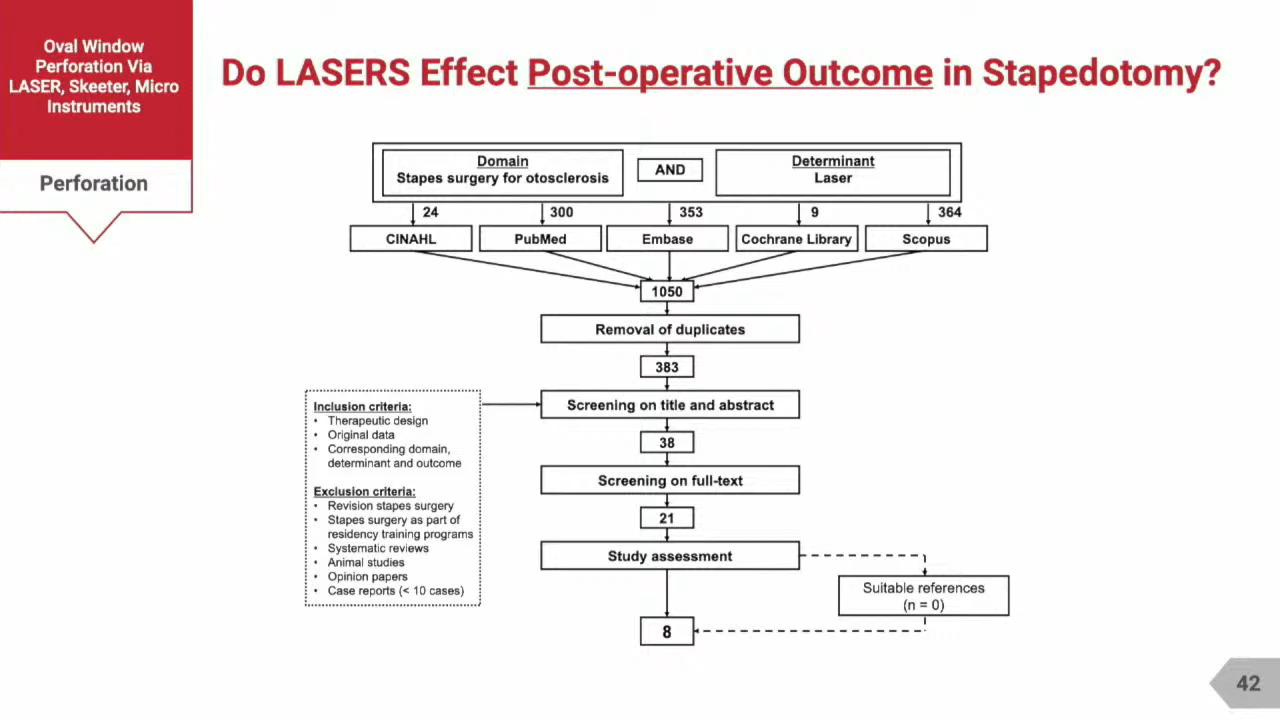 Oval Window
Perforation Via
LASER, Skeeter, Micro
Instruments
Perforation
Do LASERS Effect Post-operative Outcome in Stapedotomy?
Domain
Stapes surgery for otosclerosis
AND
Determinant
Laser
24
300
353
9
364
CINAHL
PubMed
Embase
Cochrane Library
Scopus
1050
Removal of duplicates
383
Screening on title and abstract
38
Screening on full-text
21
Study assessment
Suitable references
(n = 0)
8
Inclusion criteria:
• Therapeutic design
• Original data
• Corresponding domain,
determinant and outcome
Exclusion criteria:
• Revision stapes surgery
• Stapes surgery as part of
residency training programs
• Systematic reviews
• Animal studies
• Opinion papers
• Case reports (< 10 cases)
42